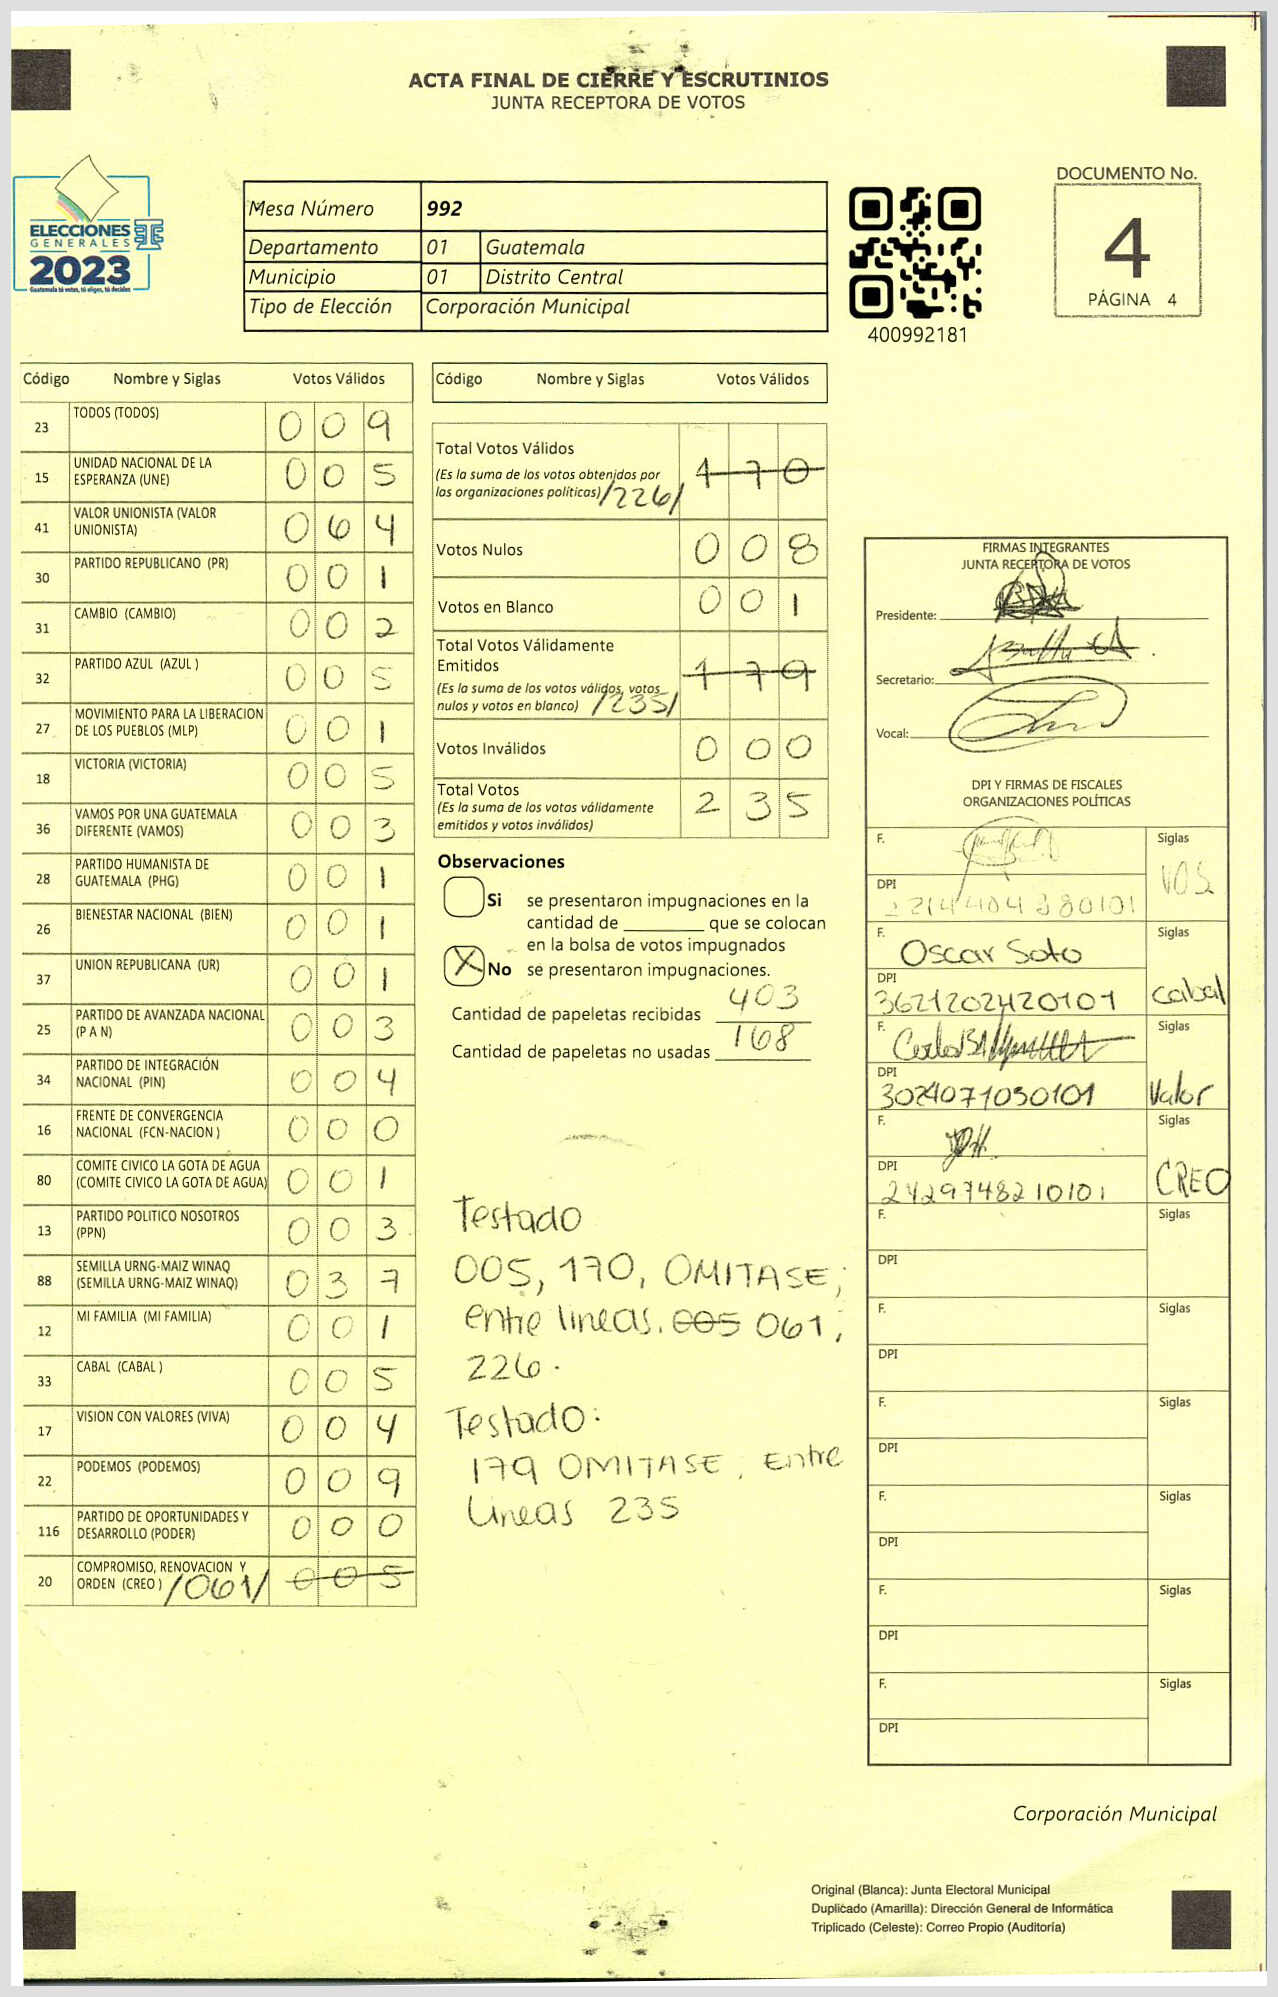 ACTA FINAL DE CIERRE Y ESCRUTINIOS
JUNTA RECEPTORA DE VOTOS
ELECCIONES
GENERALES
2023
Guatemala tú votas, tú eliges, tú decides
Mesa Número 992
Departamento 01 Guatemala
Municipio 01 Distrito Central
Tipo de Elección Corporación Municipal
400992181
DOCUMENTO No.
4
PÁGINA 4
Código Nombre y Siglas Votos Válidos
23 TODOS (TODOS) 0 0 9
15 UNIDAD NACIONAL DE LA ESPERANZA (UNE) 0 0 5
41 VALOR UNIONISTA (VALOR UNIONISTA) 0 6 4
30 PARTIDO REPUBLICANO (PR) 0 0 1
31 CAMBIO (CAMBIO) 0 0 2
32 PARTIDO AZUL (AZUL ) 0 0 5
27 MOVIMIENTO PARA LA LIBERACION DE LOS PUEBLOS (MLP) 0 0 1
18 VICTORIA (VICTORIA) 0 0 5
36 VAMOS POR UNA GUATEMALA DIFERENTE (VAMOS) 0 0 3
28 PARTIDO HUMANISTA DE GUATEMALA (PHG) 0 0 1
26 BIENESTAR NACIONAL (BIEN) 0 0 1
37 UNION REPUBLICANA (UR) 0 0 1
25 PARTIDO DE AVANZADA NACIONAL (P A N) 0 0 3
34 PARTIDO DE INTEGRACIÓN NACIONAL (PIN) 0 0 4
16 FRENTE DE CONVERGENCIA NACIONAL (FCN-NACION ) 0 0 0
80 COMITE CIVICO LA GOTA DE AGUA (COMITE CIVICO LA GOTA DE AGUA) 0 0 1
13 PARTIDO POLITICO NOSOTROS (PPN) 0 0 3
88 SEMILLA URNG-MAIZ WINAQ (SEMILLA URNG-MAIZ WINAQ) 0 3 7
12 MI FAMILIA (MI FAMILIA) 0 0 1
33 CABAL (CABAL ) 0 0 5
17 VISION CON VALORES (VIVA) 0 0 4
22 PODEMOS (PODEMOS) 0 0 9
116 PARTIDO DE OPORTUNIDADES Y DESARROLLO (PODER) 0 0 0
20 COMPROMISO, RENOVACION Y ORDEN (CREO ) /061/ 0 0 5
Código Nombre y Siglas Votos Válidos
Total Votos Válidos 1 7 0
(Es la suma de los votos obtenidos por
las organizaciones políticas) /226/
Votos Nulos 0 0 8
Votos en Blanco 0 0 1
Total Votos Válidamente
Emitidos 1 7 9
(Es la suma de los votos válidos, votos
nulos y votos en blanco) /235/
Votos Inválidos 0 0 0
Total Votos 2 3 5
(Es la suma de los votos válidamente
emitidos y votos inválidos)
Observaciones
Si se presentaron impugnaciones en la
cantidad de ________ que se colocan
en la bolsa de votos impugnados
X No se presentaron impugnaciones.
Cantidad de papeletas recibidas 403
Cantidad de papeletas no usadas 168
Testado
005, 170, OMITASE;
entre lineas. 005 061;
226.
Testado:
179 OMITASE, Entre
Lineas 235
FIRMAS INTEGRANTES
JUNTA RECEPTORA DE VOTOS
Presidente:
Secretario:
Vocal:
DPI Y FIRMAS DE FISCALES
ORGANIZACIONES POLÍTICAS
F. Siglas
VOS
DPI
F. Oscar Soto Siglas
DPI
3621202420101 cabal
F. Siglas
DPI
3024071050101 Valor
F. Siglas
DPI
2429748210101 CREO
F. Siglas
DPI
F. Siglas
DPI
F. Siglas
DPI
F. Siglas
DPI
F. Siglas
DPI
F. Siglas
DPI
Corporación Municipal
Original (Blanca): Junta Electoral Municipal
Duplicado (Amarilla): Dirección General de Informática
Triplicado (Celeste): Correo Propio (Auditoría)